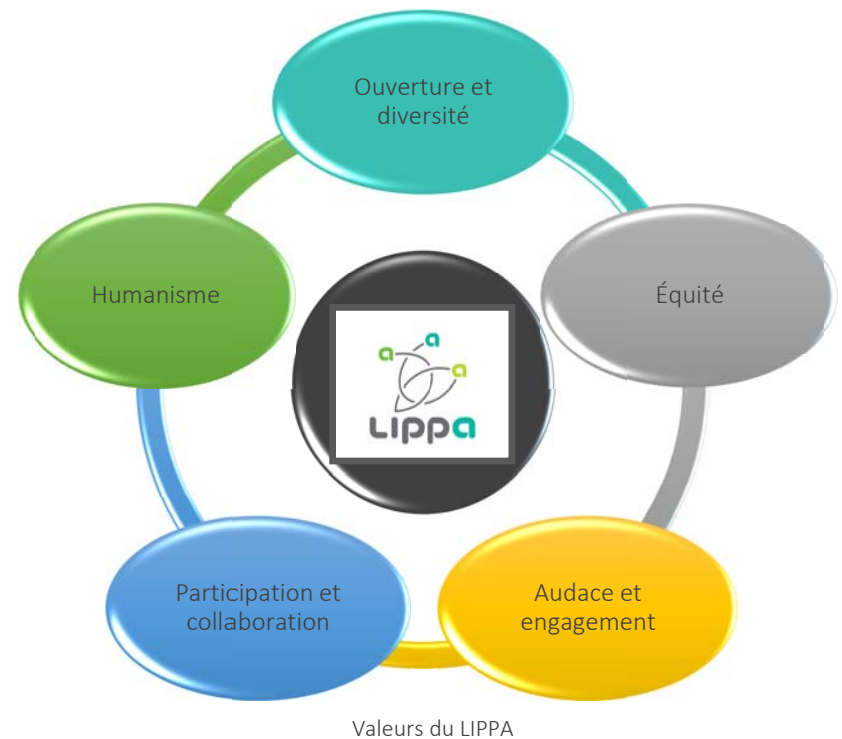 Ouverture et
diversité
Humanisme
Équité
a
a
a
LIPPA
Participation et
collaboration
Audace et
engagement
Valeurs du LIPPA